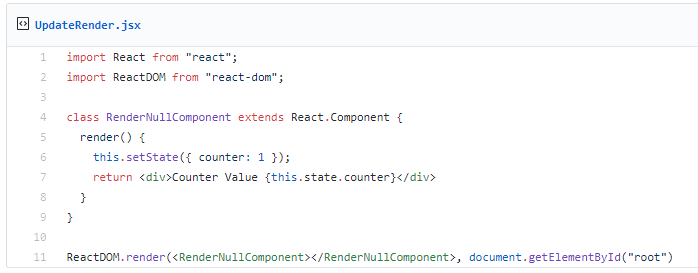 UpdateRender.jsx
1 import React from "react";
2 import ReactDOM from "react-dom";
3
4 class RenderNullComponent extends React.Component {
5   render() {
6     this.setState({ counter: 1 });
7     return <div>Counter Value {this.state.counter}</div>
8   }
9 }
10
11 ReactDOM.render(<RenderNullComponent></RenderNullComponent>, document.getElementById("root")